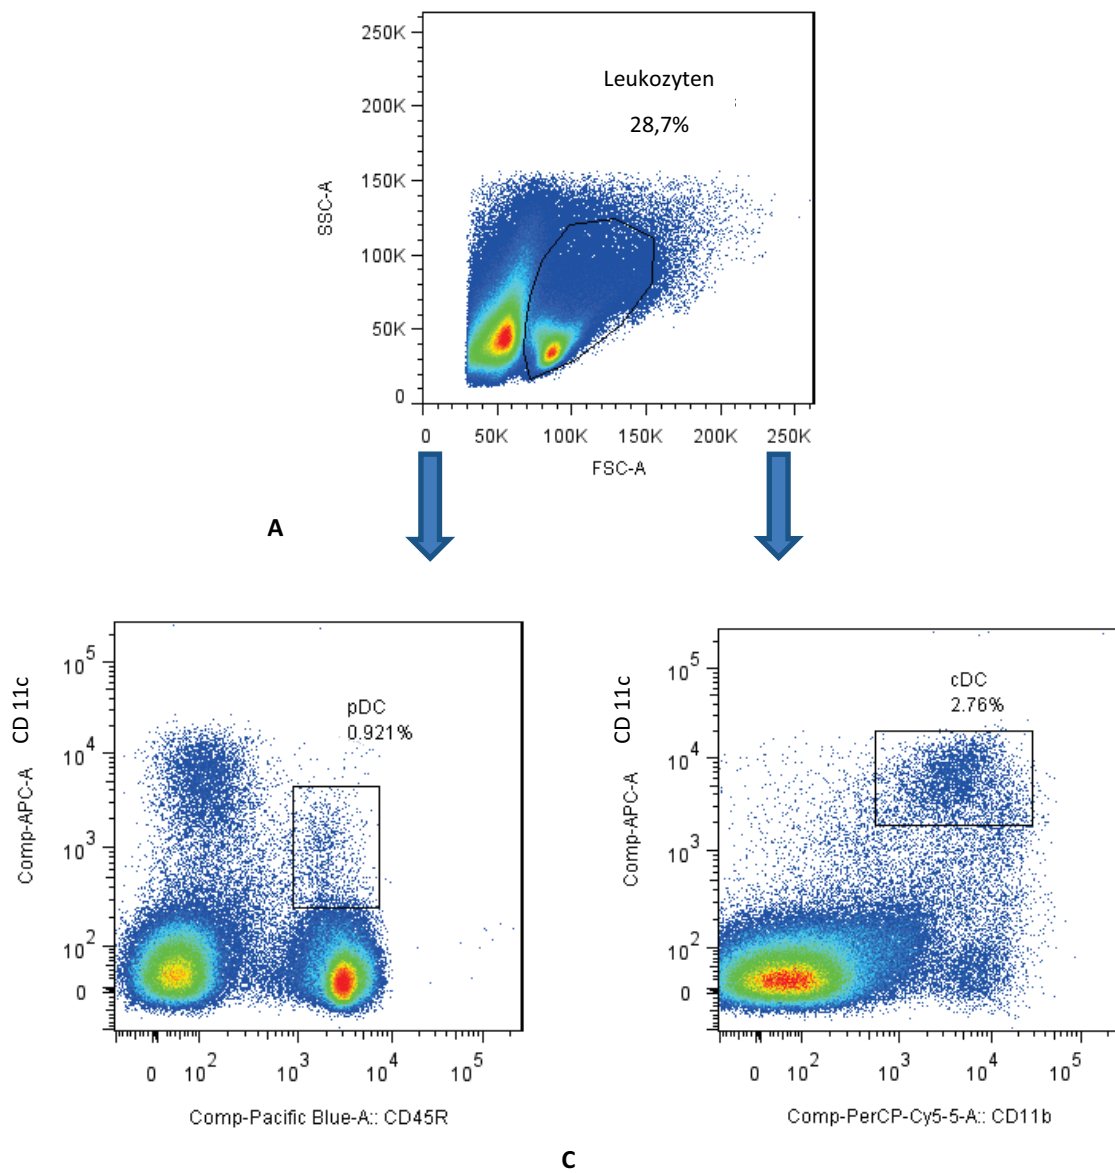 250K
200K
150K
100K
50K
0
SSC-A
Leukozyten
28,7%
0 50K 100K 150K 200K 250K
FSC-A
A
CD 11c
Comp-APC-A
10^5
10^4
10^3
10^2
0
pDC
0.921%
0 10^2 10^3 10^4 10^5
Comp-Pacific Blue-A:: CD45R
CD 11c
Comp-APC-A
10^5
10^4
10^3
10^2
0
cDC
2.76%
0 10^2 10^3 10^4 10^5
Comp-PerCP-Cy5-5-A:: CD11b
C